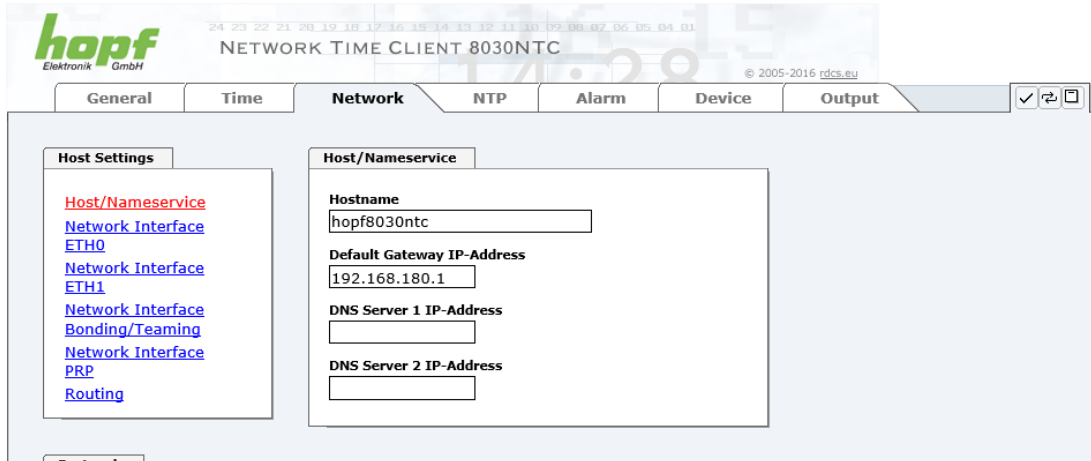 hopf
Elektronik GmbH
24 23 22 21 20 19 18 17 16 15 14 13 12 11 10 09 08 07 06 05 04 01
NETWORK TIME CLIENT 8030NTC
14:28
© 2005-2016 rdcs.eu
General Time Network NTP Alarm Device Output
Host Settings
Host/Nameservice
Network Interface
ETH0
Network Interface
ETH1
Network Interface
Bonding/Teaming
Network Interface
PRP
Routing
Host/Nameservice
Hostname
hopf8030ntc
Default Gateway IP-Address
192.168.180.1
DNS Server 1 IP-Address
DNS Server 2 IP-Address